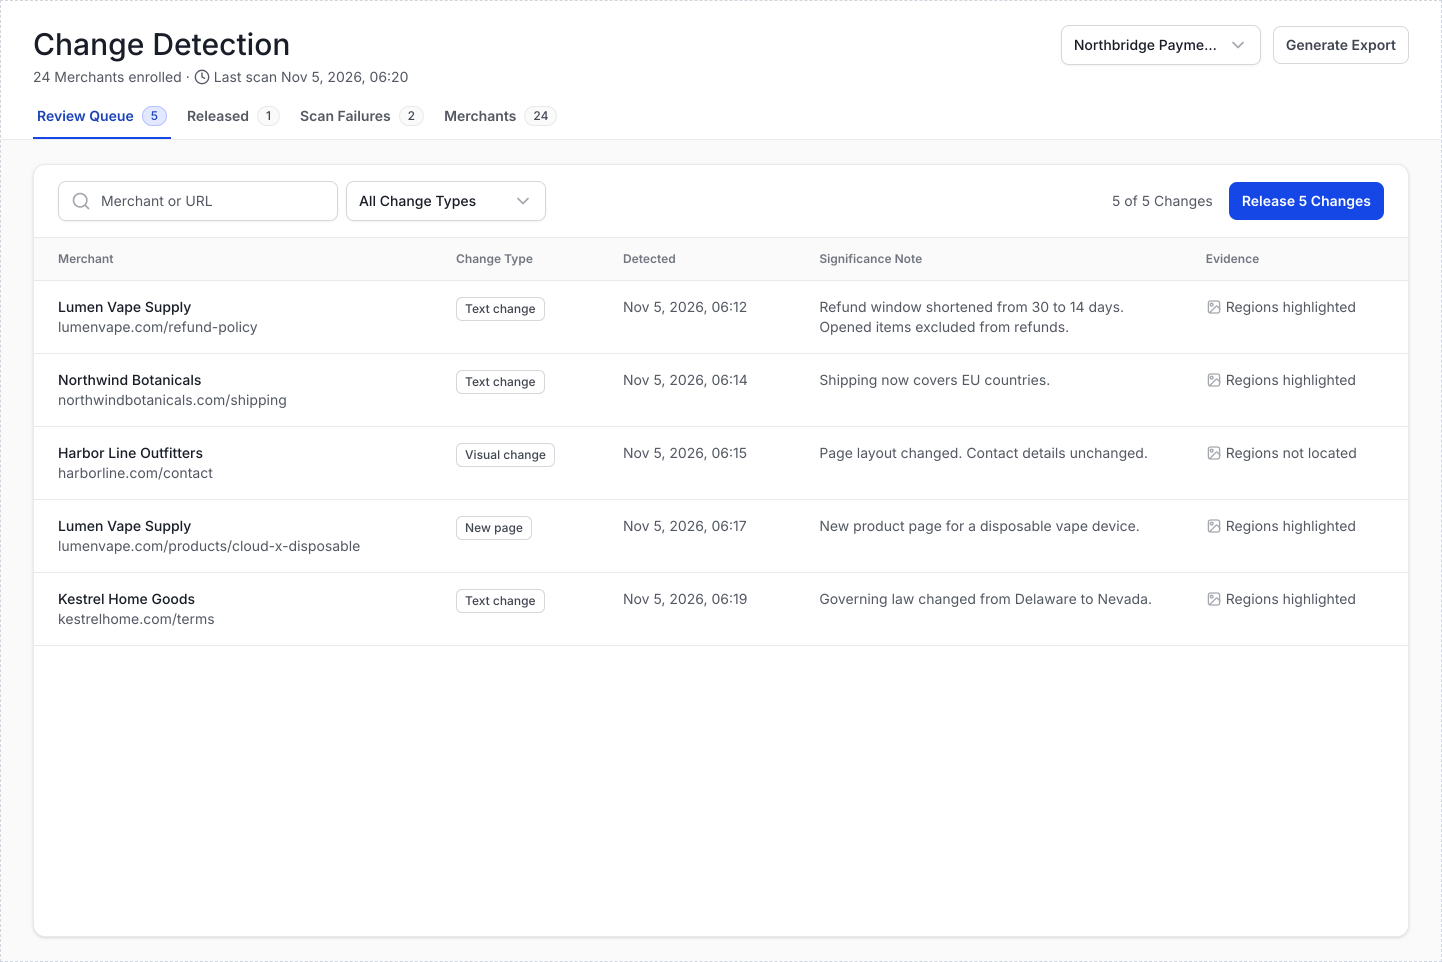 Change Detection
Northbridge Payme...
Generate Export
24 Merchants enrolled · Last scan Nov 5, 2026, 06:20
Review Queue 5
Released 1
Scan Failures 2
Merchants 24
Merchant or URL
All Change Types
5 of 5 Changes
Release 5 Changes
Merchant
Change Type
Detected
Significance Note
Evidence
Lumen Vape Supply
lumenvape.com/refund-policy
Text change
Nov 5, 2026, 06:12
Refund window shortened from 30 to 14 days.
Opened items excluded from refunds.
Regions highlighted
Northwind Botanicals
northwindbotanicals.com/shipping
Text change
Nov 5, 2026, 06:14
Shipping now covers EU countries.
Regions highlighted
Harbor Line Outfitters
harborline.com/contact
Visual change
Nov 5, 2026, 06:15
Page layout changed. Contact details unchanged.
Regions not located
Lumen Vape Supply
lumenvape.com/products/cloud-x-disposable
New page
Nov 5, 2026, 06:17
New product page for a disposable vape device.
Regions highlighted
Kestrel Home Goods
kestrelhome.com/terms
Text change
Nov 5, 2026, 06:19
Governing law changed from Delaware to Nevada.
Regions highlighted